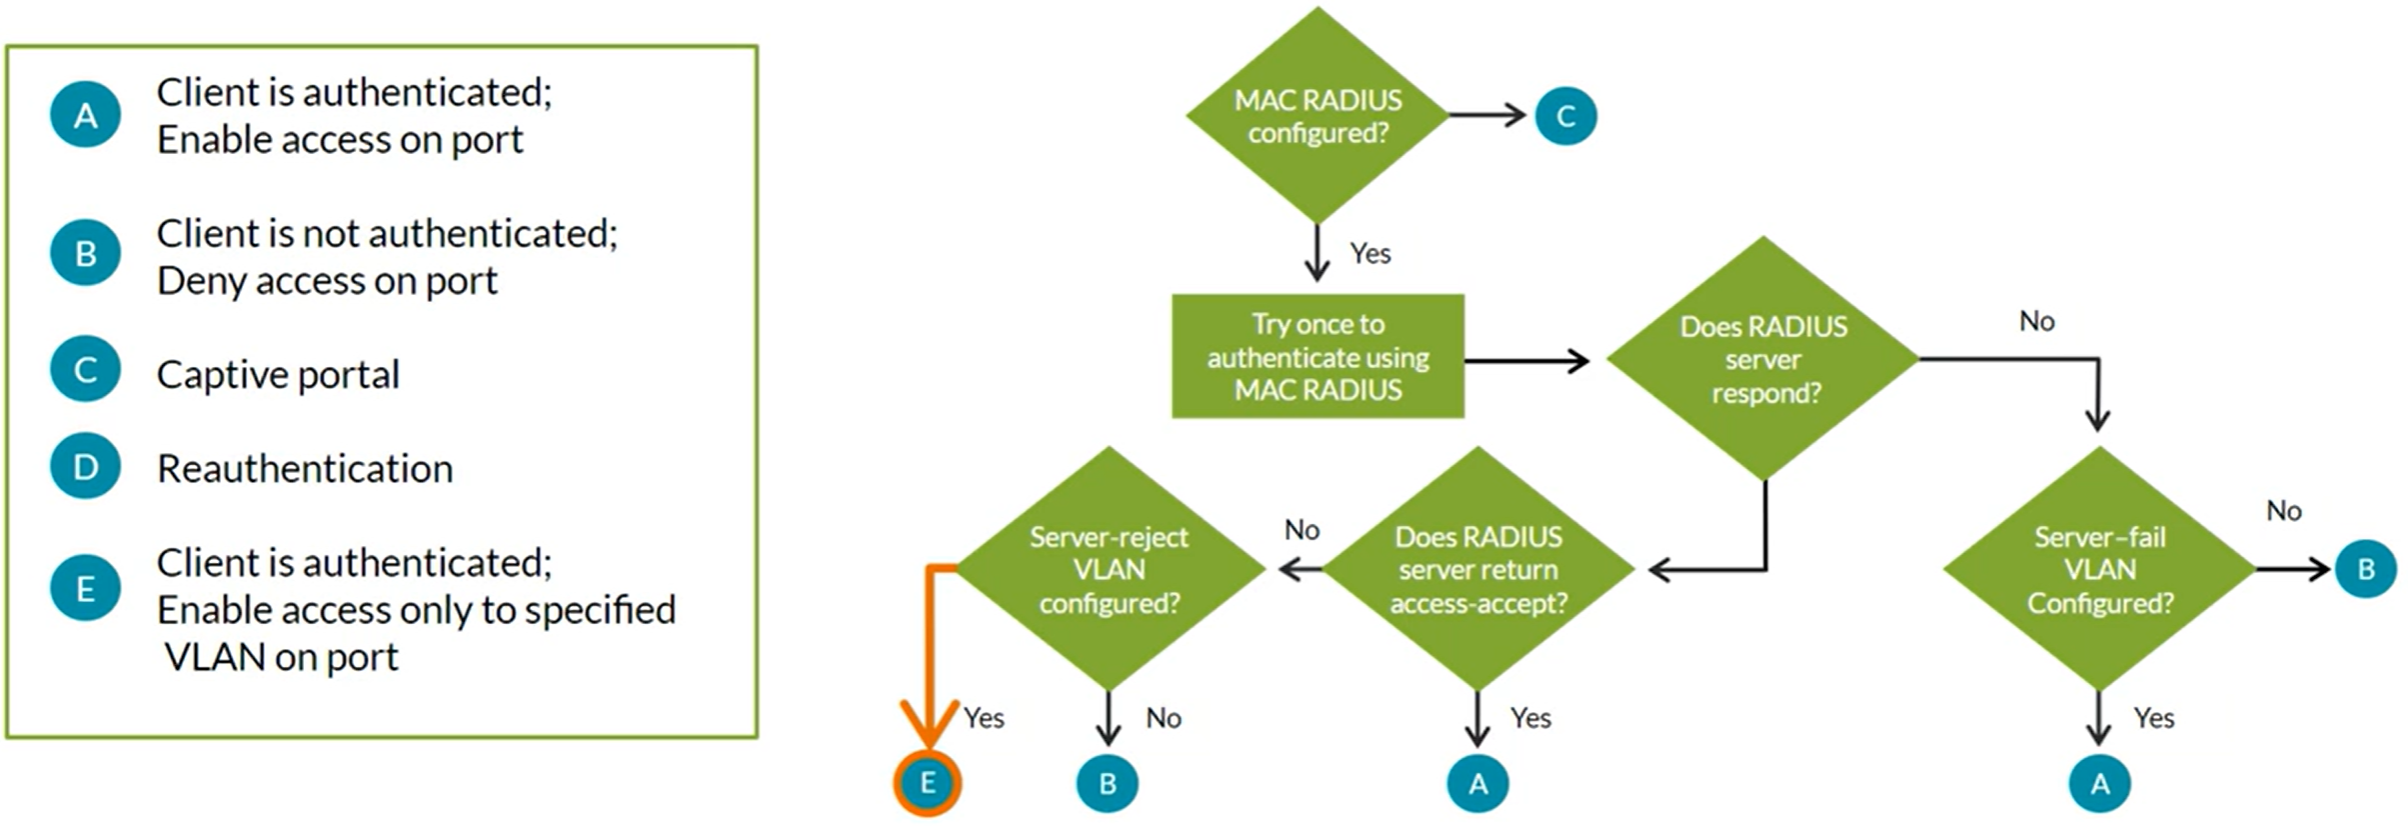 A
Client is authenticated;
Enable access on port
B
Client is not authenticated;
Deny access on port
C
Captive portal
D
Reauthentication
E
Client is authenticated;
Enable access only to specified
VLAN on port
MAC RADIUS
configured?
C
Yes
Try once to
authenticate using
MAC RADIUS
Does RADIUS
server
respond?
No
Server-reject
VLAN
configured?
No
Does RADIUS
server return
access-accept?
Server–fail
VLAN
Configured?
No
B
Yes
No
Yes
Yes
E
B
A
A